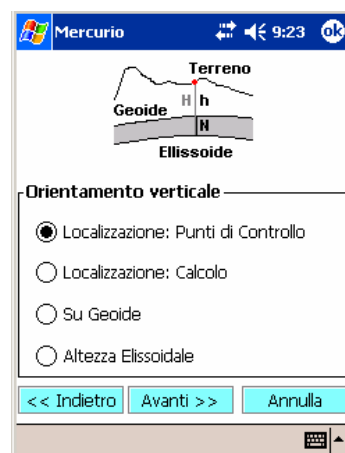 Mercurio 9:23 ok
Terreno
Geoide H h
N
Ellissoide
Orientamento verticale
Localizzazione: Punti di Controllo
Localizzazione: Calcolo
Su Geoide
Altezza Elissoidale
<< Indietro Avanti >> Annulla